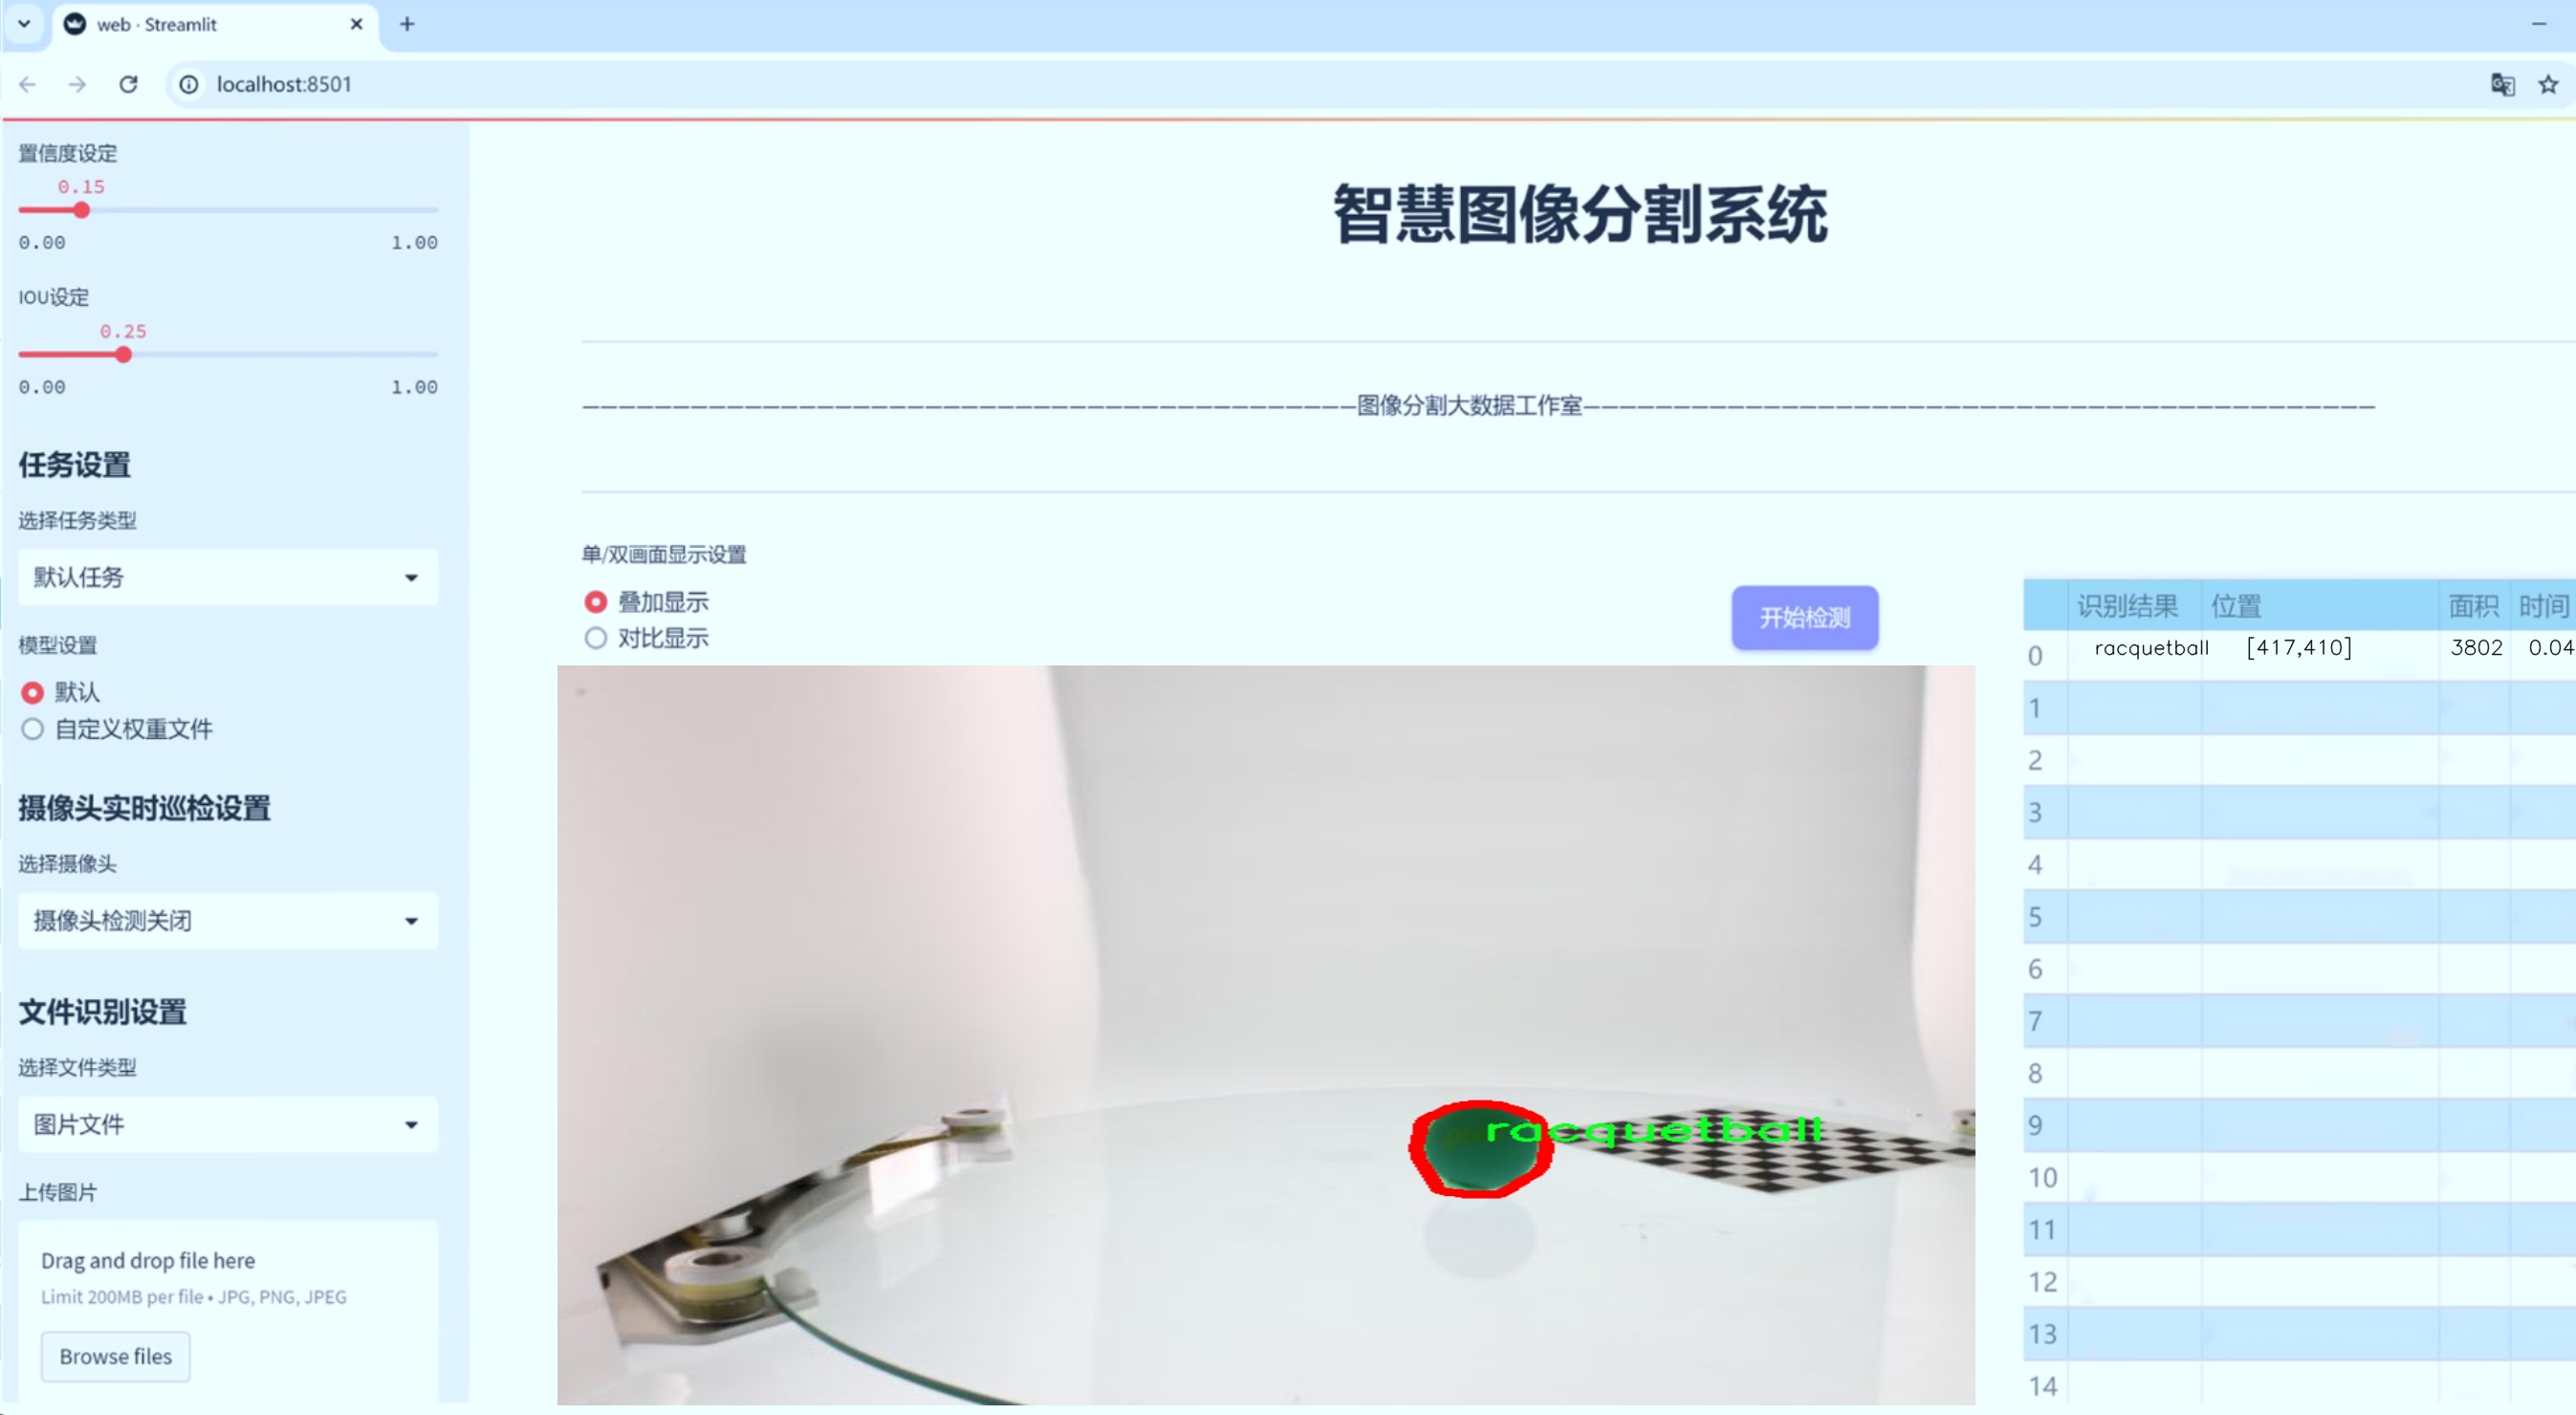 web · Streamlit
localhost:8501
置信度设定
0.15
0.00 1.00
IOU设定
0.25
0.00 1.00
任务设置
选择任务类型
默认任务
模型设置
默认
自定义权重文件
摄像头实时巡检设置
选择摄像头
摄像头检测关闭
文件识别设置
选择文件类型
图片文件
上传图片
Drag and drop file here
Limit 200MB per file • JPG, PNG, JPEG
Browse files
智慧图像分割系统
———————————————————————————————————————————图像分割大数据工作室————————————————————————————————————————————
单/双画面显示设置
叠加显示
对比显示
开始检测
racquetball
识别结果 位置 面积 时间
0 racquetball [417,410] 3802 0.04
1
2
3
4
5
6
7
8
9
10
11
12
13
14